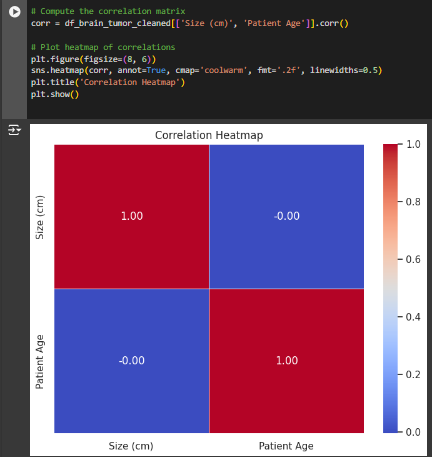 # Compute the correlation matrix
corr = df_brain_tumor_cleaned[['Size (cm)', 'Patient Age']].corr()
# Plot heatmap of correlations
plt.figure(figsize=(8, 6))
sns.heatmap(corr, annot=True, cmap='coolwarm', fmt='.2f', linewidths=0.5)
plt.title('Correlation Heatmap')
plt.show()
Correlation Heatmap
Size (cm)
1.00
-0.00
Patient Age
-0.00
1.00
Size (cm)
Patient Age
1.0
0.8
0.6
0.4
0.2
0.0